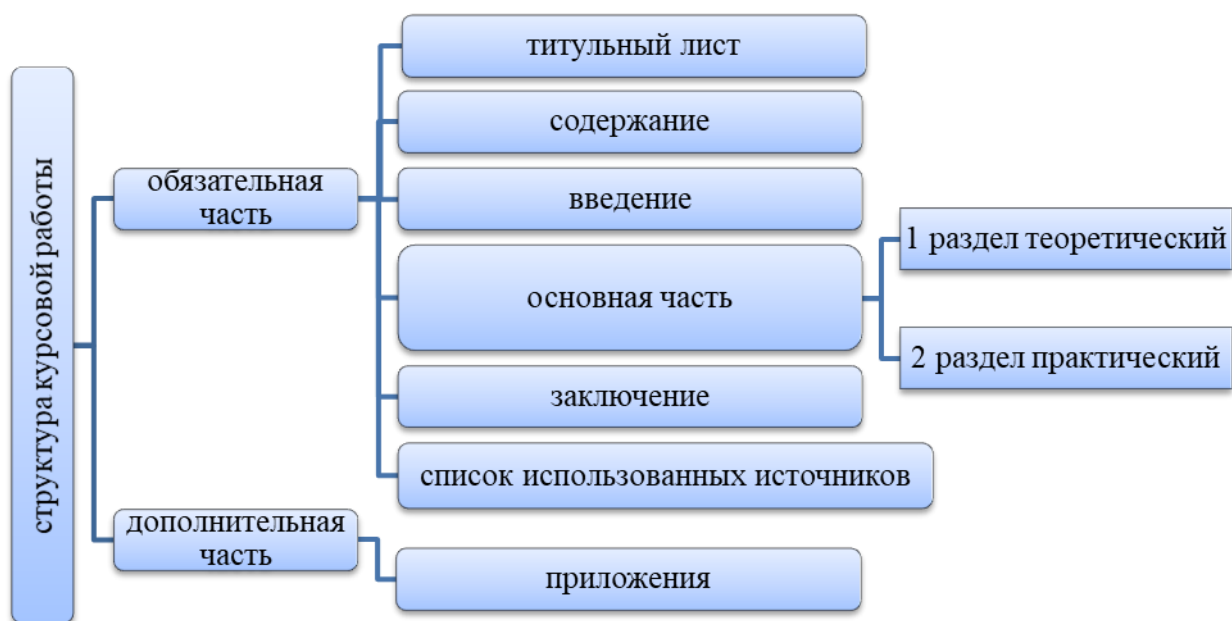 структура курсовой работы
обязательная
часть
титульный лист
содержание
введение
основная часть
1 раздел теоретический
2 раздел практический
заключение
список использованных источников
дополнительная
часть
приложения